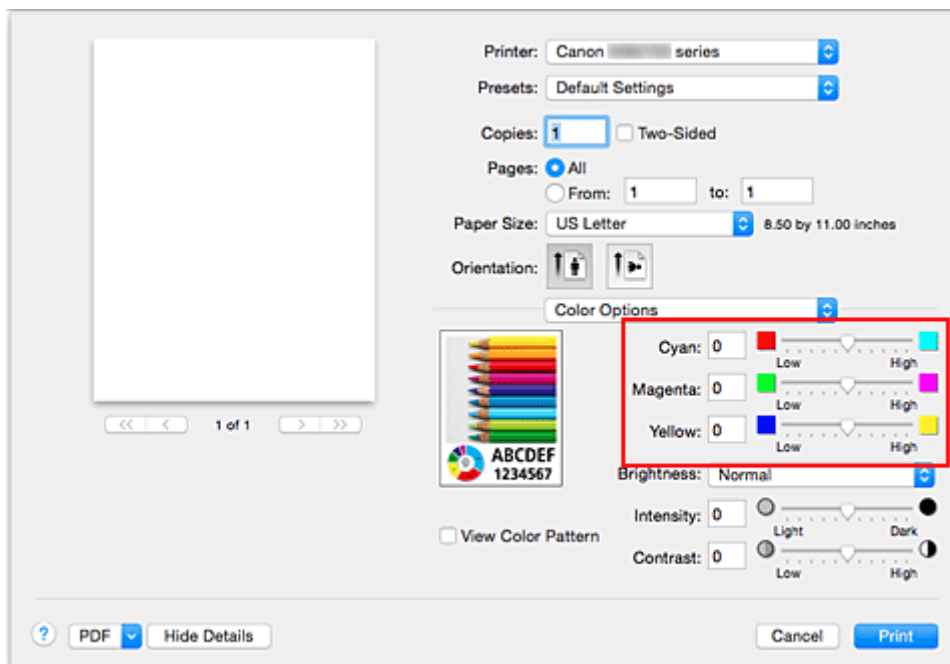 Printer: Canon series
Presets: Default Settings
Copies: 1 Two-Sided
Pages: All
From: 1 to: 1
Paper Size: US Letter 8.50 by 11.00 inches
Orientation:
Color Options
1 of 1
Cyan: 0
Low High
Magenta: 0
Low High
Yellow: 0
Low High
ABCDEF
1234567
Brightness: Normal
Intensity: 0
Light Dark
View Color Pattern
Contrast: 0
Low High
? PDF Hide Details Cancel Print